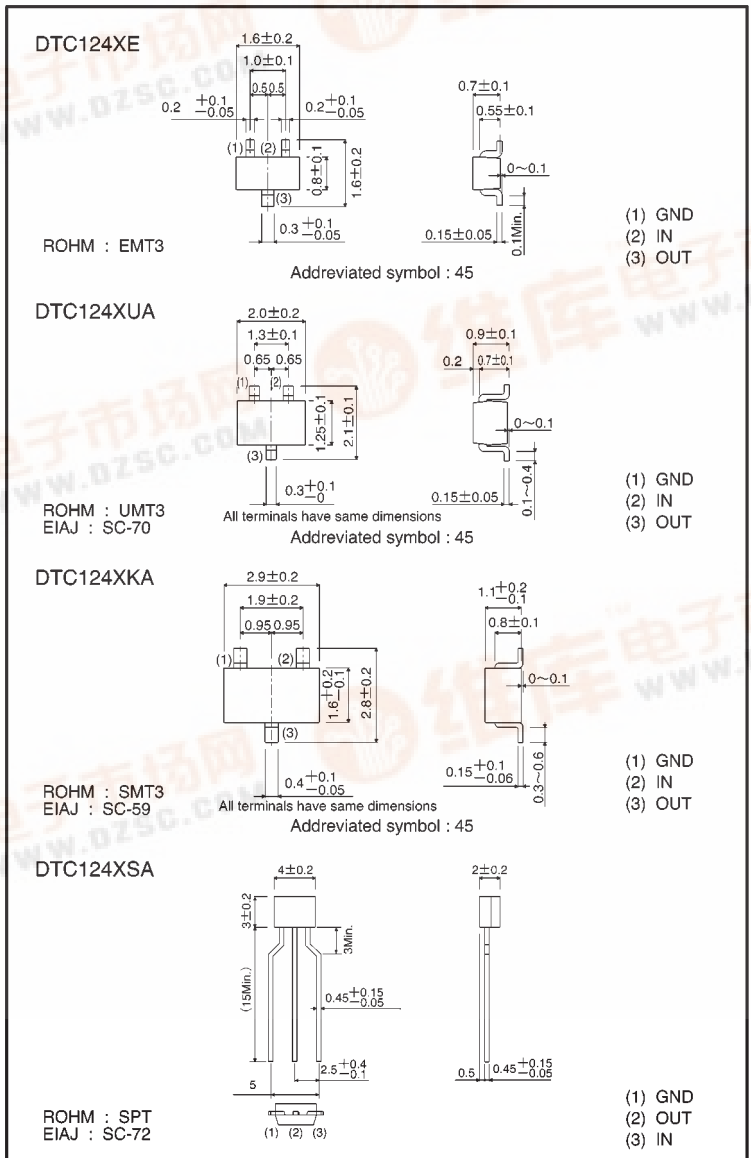 DTC124XE
1.6±0.2
1.0±0.1
0.5 0.5
0.2 +0.1 −0.05
0.2 +0.1 −0.05
(1) (2)
0.8±0.1
1.6±0.2
(3)
0.3 +0.1 −0.05
0.7±0.1
0.55±0.1
0~0.1
0.15±0.05
0.1Min.
ROHM : EMT3
Addreviated symbol : 45
(1) GND
(2) IN
(3) OUT
DTC124XUA
2.0±0.2
1.3±0.1
0.65 0.65
(1) (2)
1.25±0.1
2.1±0.1
(3)
0.3 +0.1 −0
0.9±0.1
0.2 0.7±0.1
0~0.1
0.15±0.05
0.1~0.4
ROHM : UMT3
EIAJ : SC-70
All terminals have same dimensions
Addreviated symbol : 45
(1) GND
(2) IN
(3) OUT
DTC124XKA
2.9±0.2
1.9±0.2
0.95 0.95
(1) (2)
1.6 +0.2 −0.1
2.8±0.2
(3)
0.4 +0.1 −0.05
1.1 +0.2 −0.1
0.8±0.1
0~0.1
0.15 +0.1 −0.06
0.3~0.6
ROHM : SMT3
EIAJ : SC-59
All terminals have same dimensions
Addreviated symbol : 45
(1) GND
(2) IN
(3) OUT
DTC124XSA
4±0.2
3±0.2
(15Min.)
3Min.
0.45 +0.15 −0.05
2.5 +0.4 −0.1
5
(1) (2) (3)
2±0.2
0.5 0.45 +0.15 −0.05
ROHM : SPT
EIAJ : SC-72
(1) GND
(2) OUT
(3) IN
电子市场网
WWW.DZSC.COM
维库电子